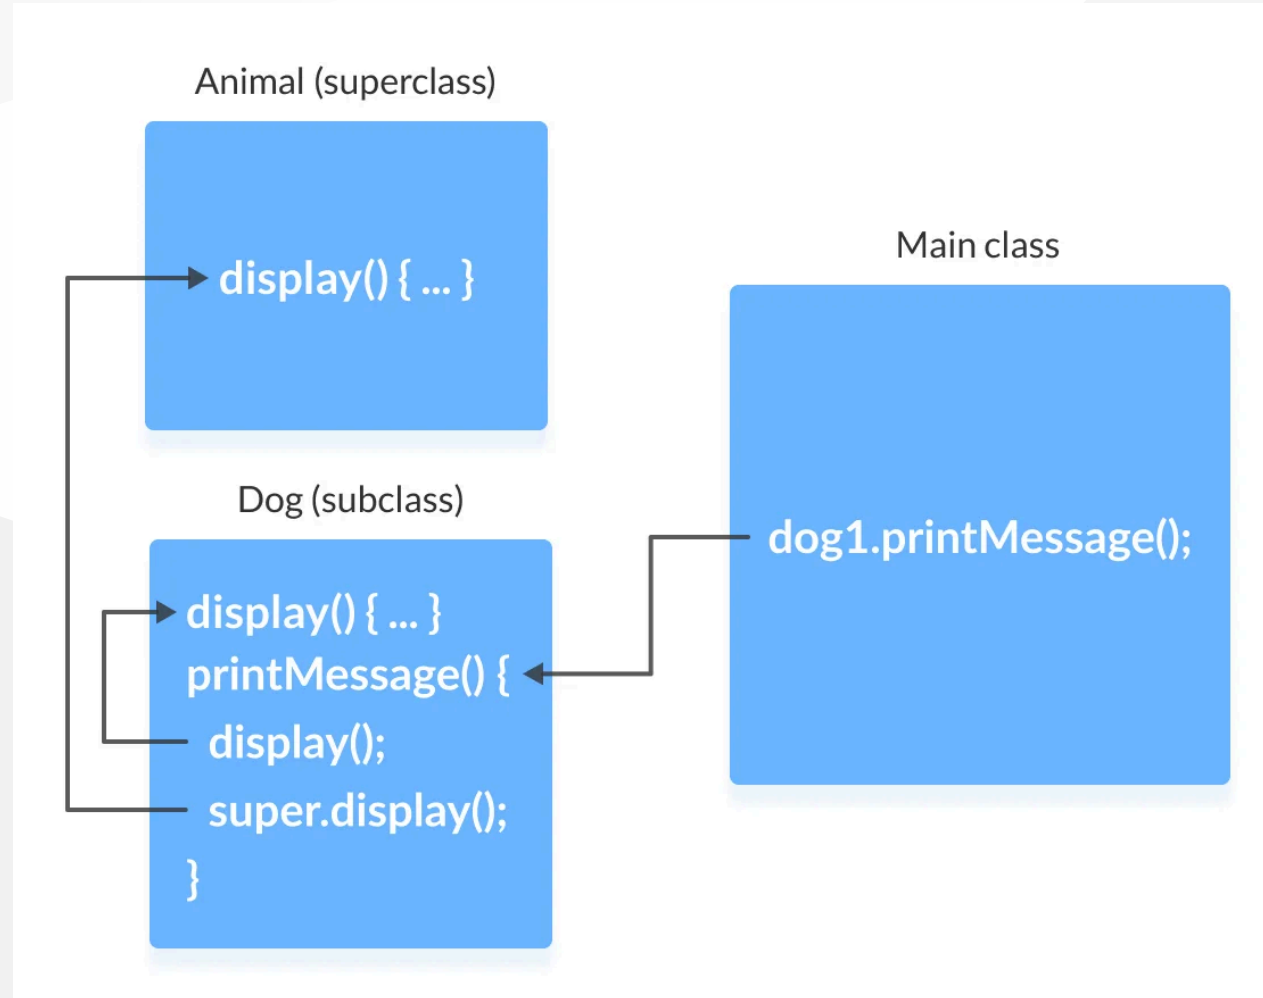 Animal (superclass)
display() { ... }
Dog (subclass)
display() { ... }
printMessage() {
display();
super.display();
}
Main class
dog1.printMessage();